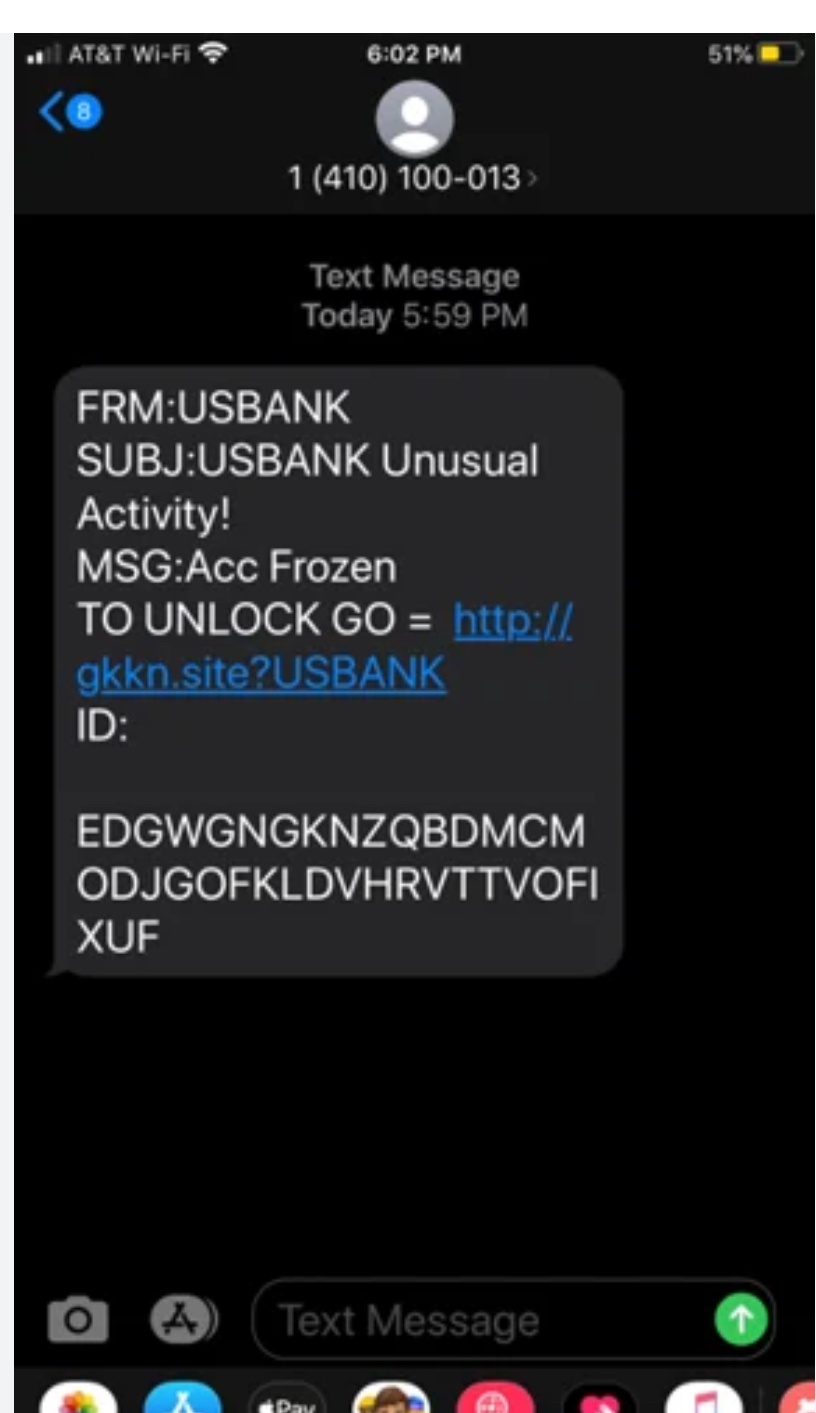 AT&T Wi-Fi 6:02 PM 51%
8
1 (410) 100-013
Text Message
Today 5:59 PM
FRM:USBANK
SUBJ:USBANK Unusual
Activity!
MSG:Acc Frozen
TO UNLOCK GO = http://
gkkn.site?USBANK
ID:
EDGWGNGKNZQBDMCM
ODJGOFKLDVHRVTTVOFI
XUF
Text Message
Pay